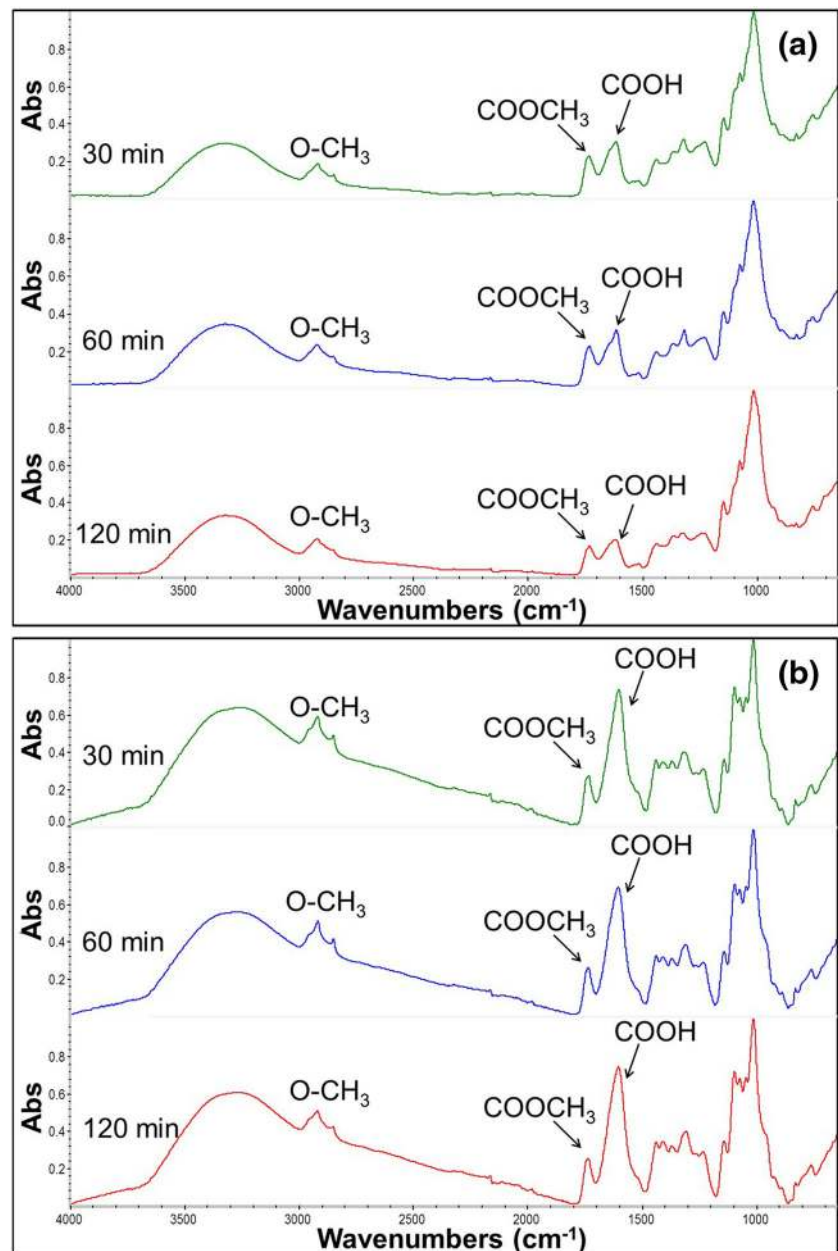 (a)
COOH
COOCH₃
0.8
0.6
0.4
0.2
Abs
30 min
O-CH₃
COOH
COOCH₃
0.8
0.6
0.4
0.2
Abs
60 min
O-CH₃
COOH
COOCH₃
0.8
0.6
0.4
0.2
Abs
120 min
O-CH₃
4000 3500 3000 2500 2000 1500 1000
Wavenumbers (cm⁻¹)
(b)
COOH
COOCH₃
0.8
0.6
0.4
0.2
0.0
Abs
30 min
O-CH₃
COOH
COOCH₃
0.8
0.6
0.4
0.2
Abs
60 min
O-CH₃
COOH
COOCH₃
0.8
0.6
0.4
0.2
Abs
120 min
O-CH₃
4000 3500 3000 2500 2000 1500 1000
Wavenumbers (cm⁻¹)